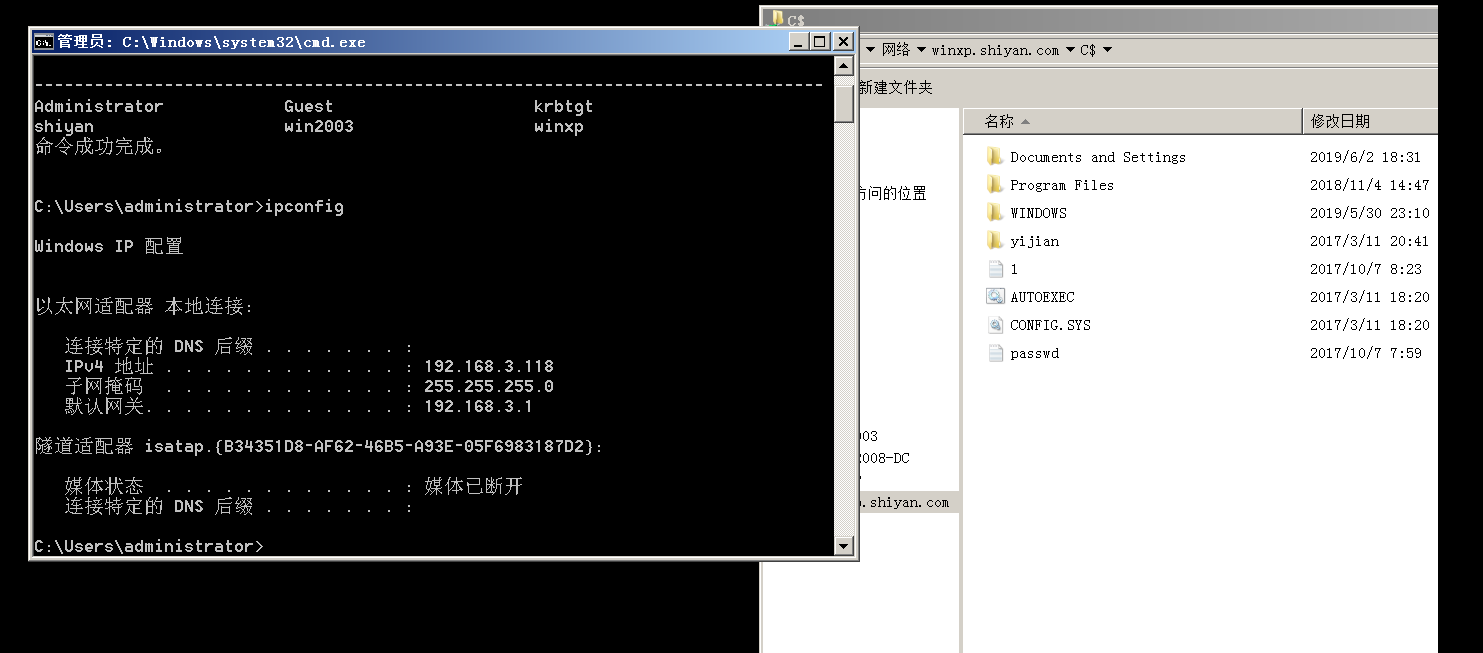 管理员: C:\Windows\system32\cmd.exe
-------------------------------------------------------------------------------
Administrator Guest krbtgt
shiyan win2003 winxp
命令成功完成。
C:\Users\administrator>ipconfig
Windows IP 配置
以太网适配器 本地连接:
连接特定的 DNS 后缀 . . . . . . . :
IPv4 地址 . . . . . . . . . . . . : 192.168.3.118
子网掩码 . . . . . . . . . . . . : 255.255.255.0
默认网关. . . . . . . . . . . . . : 192.168.3.1
隧道适配器 isatap.{B34351D8-AF62-46B5-A93E-05F6983187D2}:
媒体状态 . . . . . . . . . . . . : 媒体已断开
连接特定的 DNS 后缀 . . . . . . . :
C:\Users\administrator>
C$
网络 winxp.shiyan.com C$
新建文件夹
访问的位置
03
2008-DC
p.shiyan.com
名称 修改日期
Documents and Settings 2019/6/2 18:31
Program Files 2018/11/4 14:47
WINDOWS 2019/5/30 23:10
yijian 2017/3/11 20:41
1 2017/10/7 8:23
AUTOEXEC 2017/3/11 18:20
CONFIG.SYS 2017/3/11 18:20
passwd 2017/10/7 7:59